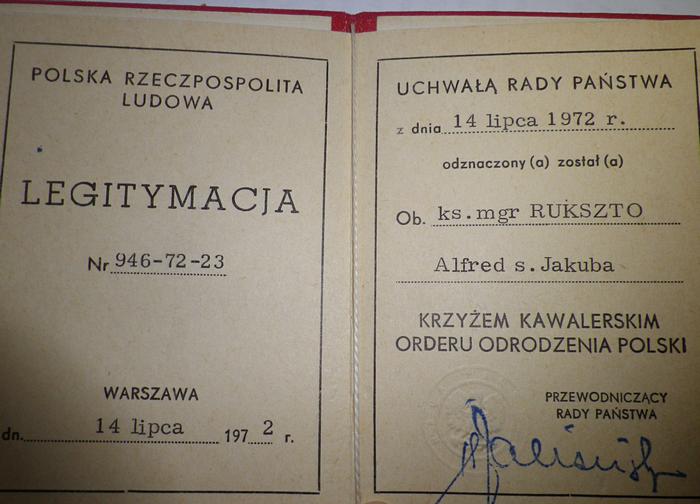 POLSKA RZECZPOSPOLITA
LUDOWA
LEGITYMACJA
Nr 946-72-23
WARSZAWA
dn. 14 lipca 1972 r.
UCHWAŁĄ RADY PAŃSTWA
z dnia 14 lipca 1972 r.
odznaczony (a) został (a)
Ob. ks.mgr RUKSZTO
Alfred s.Jakuba
KRZYŻEM KAWALERSKIM
ORDERU ODRODZENIA POLSKI
PRZEWODNICZĄCY
RADY PAŃSTWA